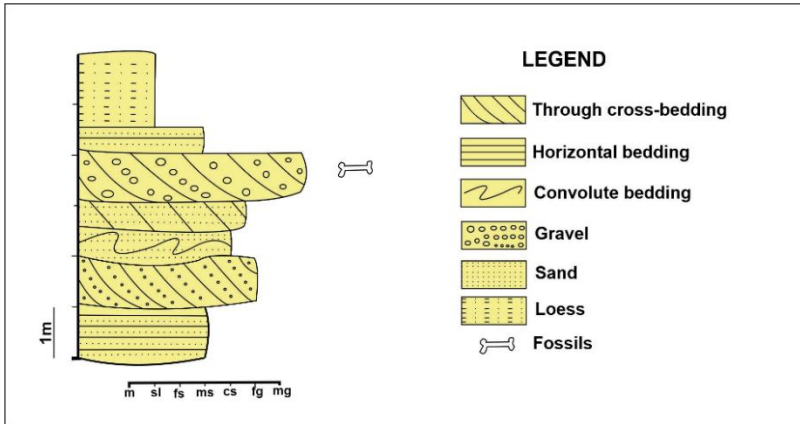 LEGEND
Through cross-bedding
Horizontal bedding
Convolute bedding
Gravel
Sand
Loess
Fossils
1m
m sl fs ms cs fg mg